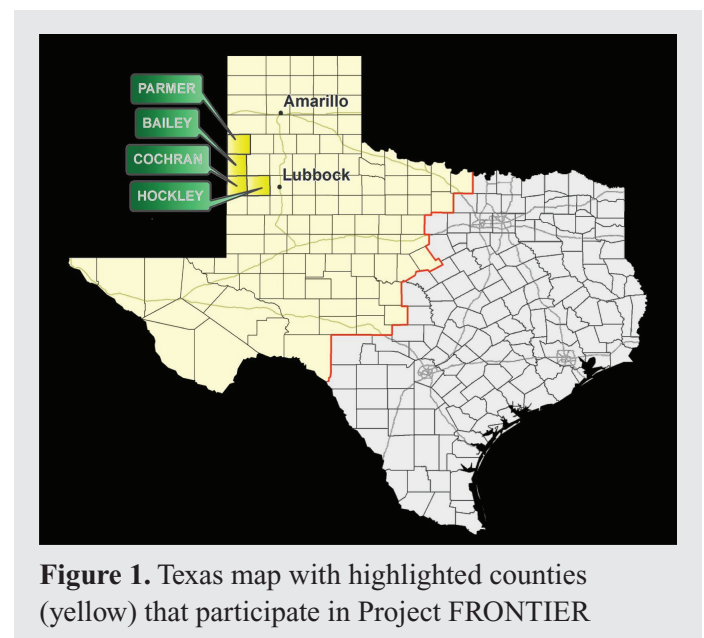 PARMER
Amarillo
BAILEY
COCHRAN
Lubbock
HOCKLEY
Figure 1. Texas map with highlighted counties
(yellow) that participate in Project FRONTIER